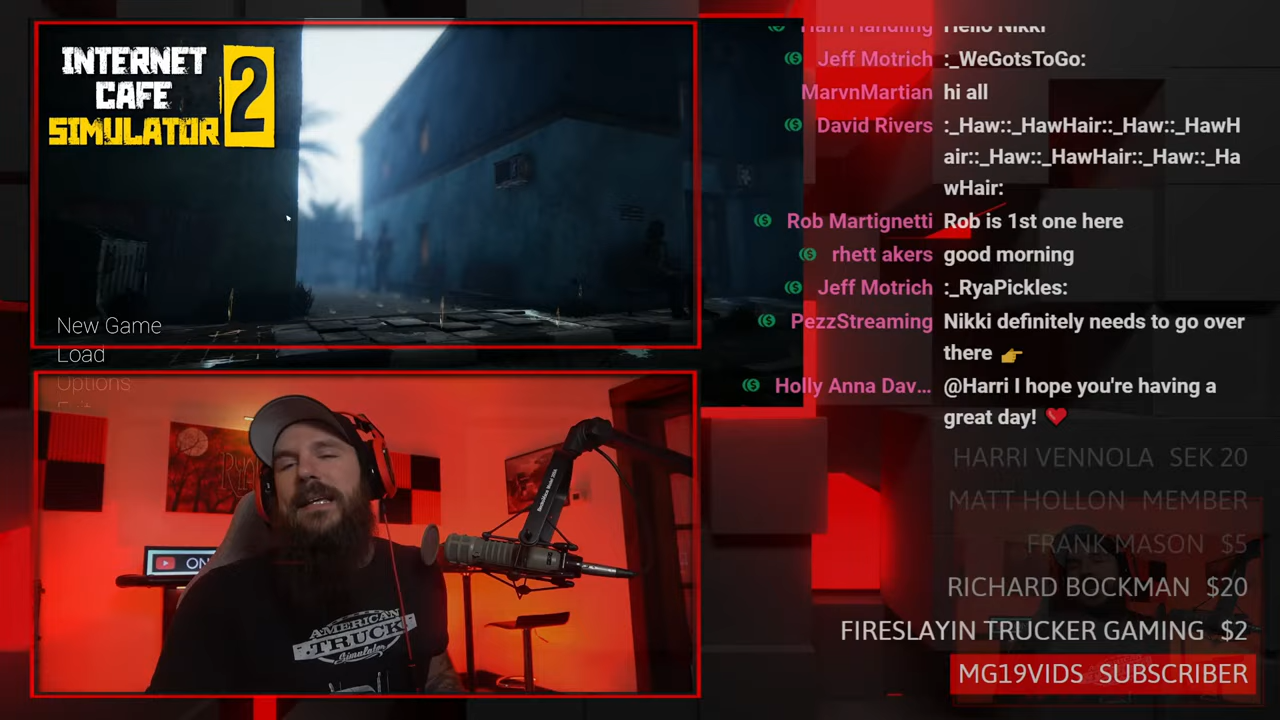 INTERNET
CAFE
SIMULATOR 2
New Game
Load
Options
Hello Nikki
Jeff Motrich :_WeGotsToGo:
MarvnMartian hi all
David Rivers :_Haw::_HawHair::_Haw::_HawH
air::_Haw::_HawHair::_Haw::_Ha
wHair:
Rob Martignetti Rob is 1st one here
rhett akers good morning
Jeff Motrich :_RyaPickles:
PezzStreaming Nikki definitely needs to go over
there 👉
Holly Anna Dav... @Harri I hope you're having a
great day! ❤️
HARRI VENNOLA SEK 20
MATT HOLLON MEMBER
FRANK MASON $5
RICHARD BOCKMAN $20
FIRESLAYIN TRUCKER GAMING $2
MG19VIDS SUBSCRIBER
ON
AMERICAN
TRUCK
Simulator